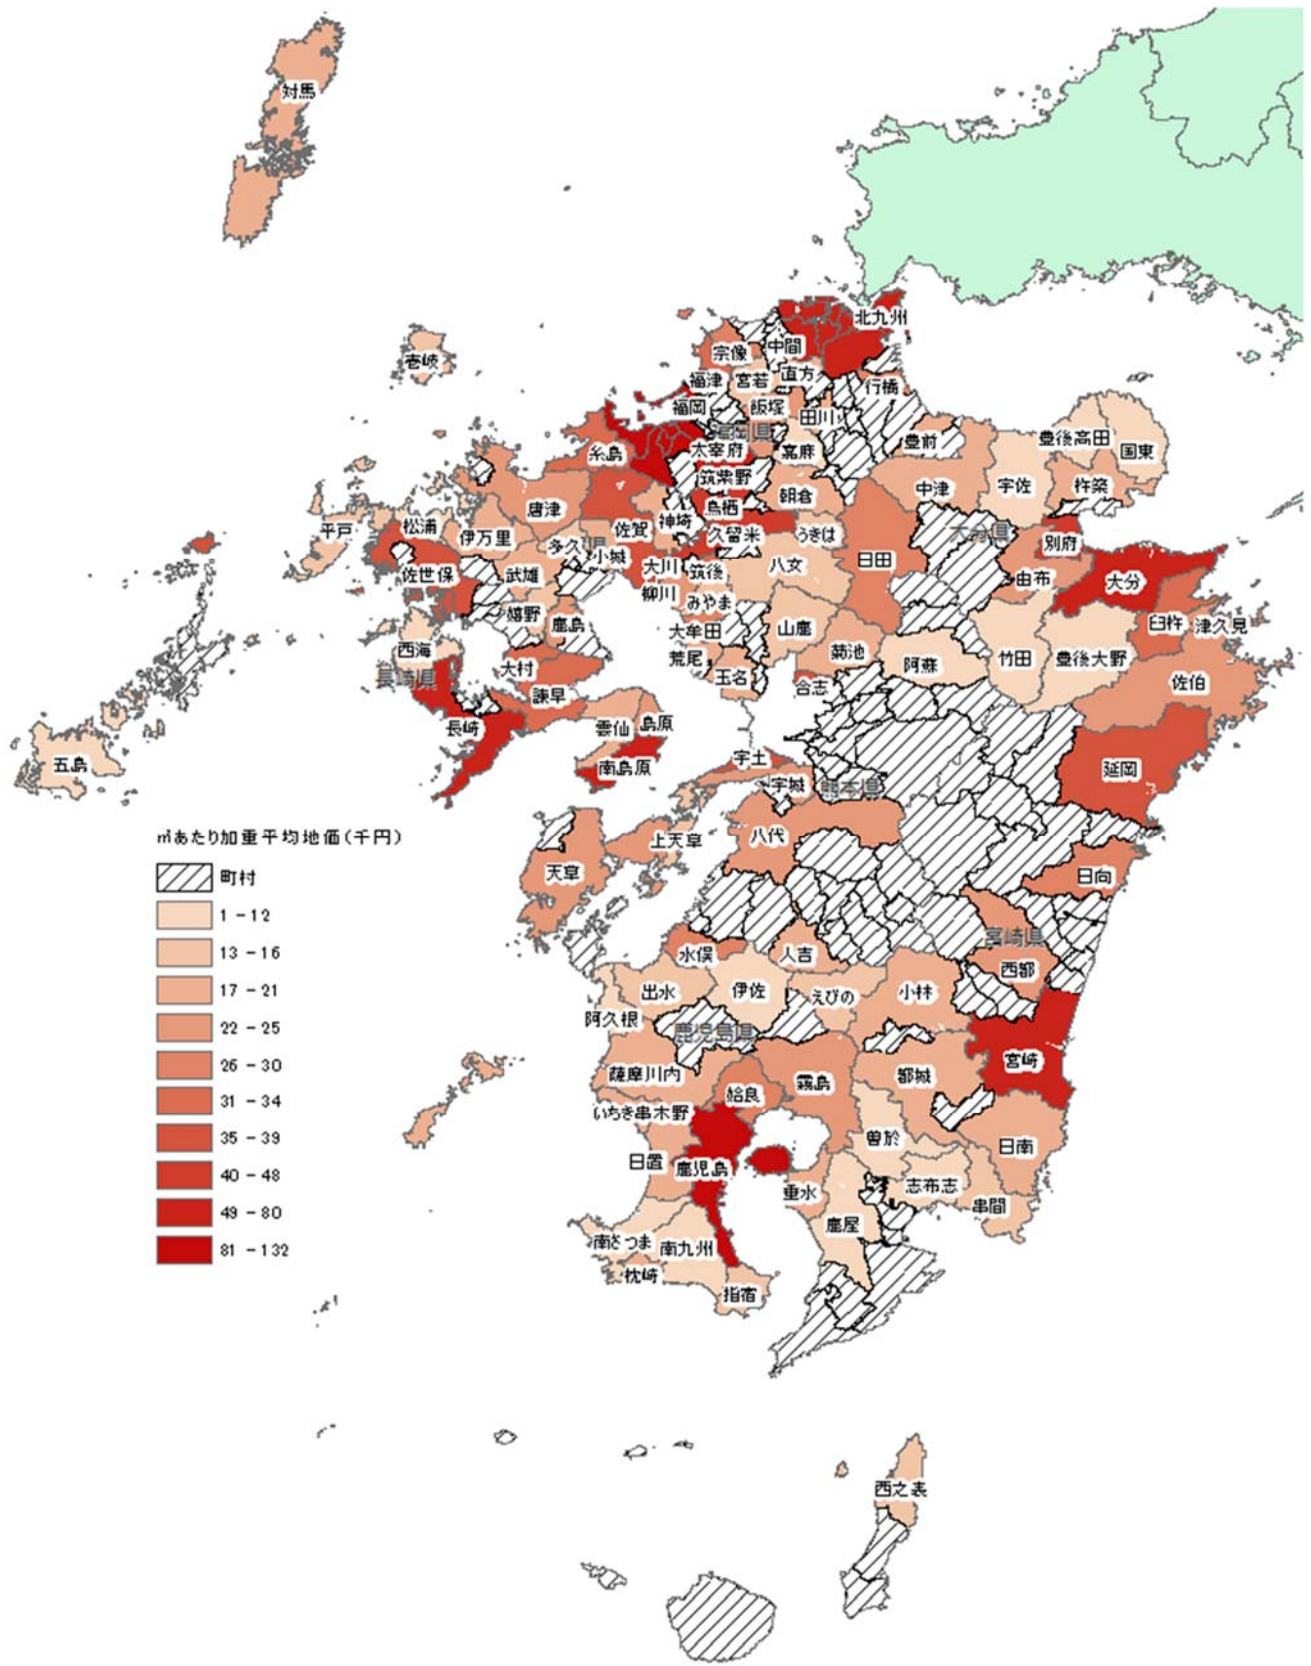 対馬
北九州
宗像
中間
壱岐
福津
宮若
直方
行橋
福岡
飯塚
田川
福岡県
豊前
豊後高田
国東
糸島
太宰府
嘉麻
筑紫野
朝倉
中津
宇佐
杵築
唐津
鳥栖
平戸
松浦
伊万里
佐賀
神埼
久留米
うきは
大分県
別府
多久
小城
佐世保
武雄
大川
筑後
八女
日田
由布
大分
柳川
みやま
嬉野
鹿島
大牟田
山鹿
臼杵
津久見
西海
荒尾
菊池
阿蘇
竹田
豊後大野
長崎県
大村
玉名
合志
佐伯
諫早
長崎
雲仙
島原
五島
南島原
宇土
延岡
宇城
熊本県
㎡あたり加重平均地価(千円)
町村
1 - 12
13 - 16
17 - 21
22 - 25
26 - 30
31 - 34
35 - 39
40 - 48
49 - 80
81 - 132
八代
上天草
天草
日向
宮崎県
水俣
人吉
西都
出水
伊佐
えびの
小林
阿久根
鹿児島県
宮崎
薩摩川内
霧島
都城
姶良
いちき串木野
曽於
日南
日置
鹿児島
垂水
志布志
串間
鹿屋
南さつま
南九州
枕崎
指宿
西之表